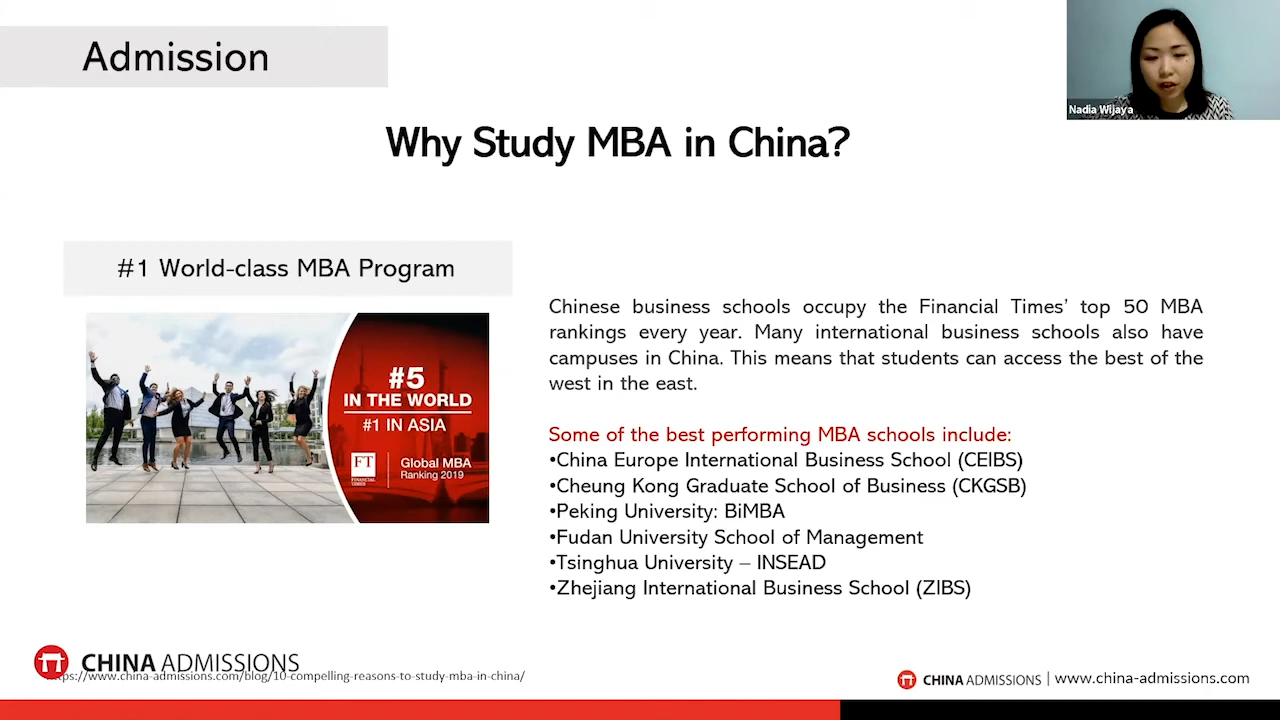 Admission
Nadia Wijaya
Why Study MBA in China?
#1 World-class MBA Program
#5
IN THE WORLD
#1 IN ASIA
FT
FINANCIAL
TIMES
Global MBA
Ranking 2019
Chinese business schools occupy the Financial Times’ top 50 MBA
rankings every year. Many international business schools also have
campuses in China. This means that students can access the best of the
west in the east.
Some of the best performing MBA schools include:
•China Europe International Business School (CEIBS)
•Cheung Kong Graduate School of Business (CKGSB)
•Peking University: BiMBA
•Fudan University School of Management
•Tsinghua University – INSEAD
•Zhejiang International Business School (ZIBS)
CHINA ADMISSIONS
ttps://www.china-admissions.com/blog/10-compelling-reasons-to-study-mba-in-china/
CHINA ADMISSIONS | www.china-admissions.com